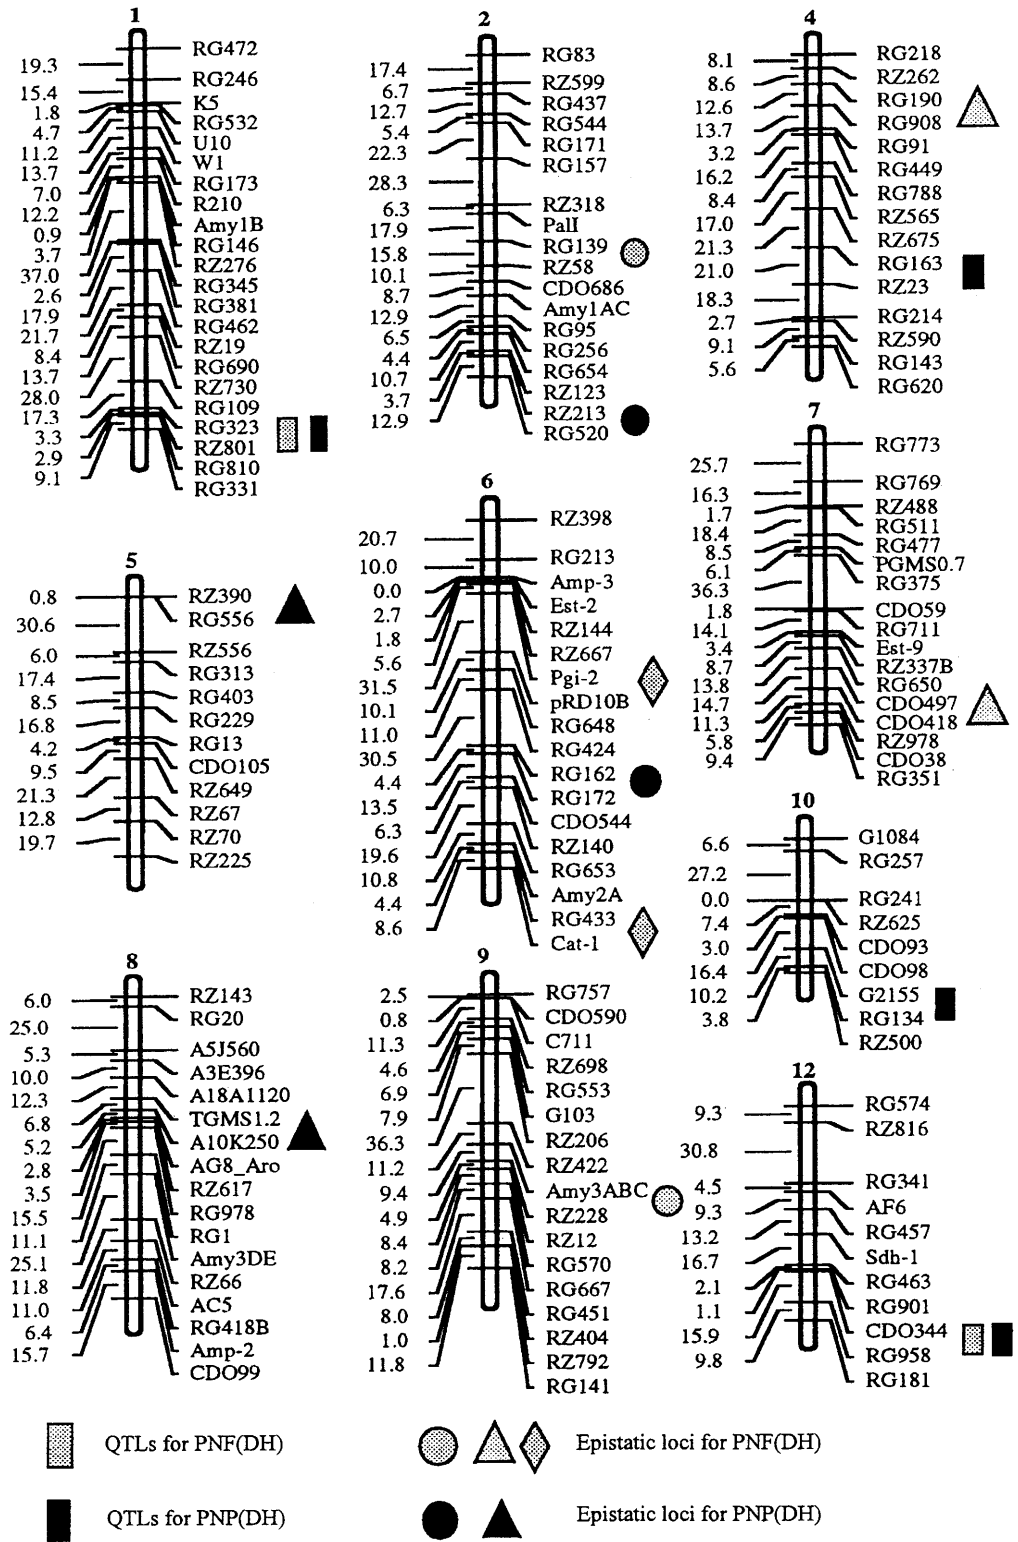 1
19.3
15.4
1.8
4.7
11.2
13.7
7.0
12.2
0.9
3.7
37.0
2.6
17.9
21.7
8.4
13.7
28.0
17.3
3.3
2.9
9.1
RG472
RG246
K5
RG532
U10
W1
RG173
R210
Amy1B
RG146
RZ276
RG345
RG381
RG462
RZ19
RG690
RZ730
RG109
RG323
RZ801
RG810
RG331
2
17.4
6.7
12.7
5.4
22.3
28.3
6.3
17.9
15.8
10.1
8.7
12.9
6.5
4.4
10.7
3.7
12.9
RG83
RZ599
RG437
RG544
RG171
RG157
RZ318
PalI
RG139
RZ58
CDO686
Amy1AC
RG95
RG256
RG654
RZ123
RZ213
RG520
4
8.1
8.6
12.6
13.7
3.2
16.2
8.4
17.0
21.3
21.0
18.3
2.7
9.1
5.6
RG218
RZ262
RG190
RG908
RG91
RG449
RG788
RZ565
RZ675
RG163
RZ23
RG214
RZ590
RG143
RG620
5
0.8
30.6
6.0
17.4
8.5
16.8
4.2
9.5
21.3
12.8
19.7
RZ390
RG556
RZ556
RG313
RG403
RG229
RG13
CDO105
RZ649
RZ67
RZ70
RZ225
6
20.7
10.0
0.0
2.7
1.8
5.6
31.5
10.1
11.0
30.5
4.4
13.5
6.3
19.6
10.8
4.4
8.6
RZ398
RG213
Amp-3
Est-2
RZ144
RZ667
Pgi-2
pRD10B
RG648
RG424
RG162
RG172
CDO544
RZ140
RG653
Amy2A
RG433
Cat-1
7
25.7
16.3
1.7
18.4
8.5
6.1
36.3
1.8
14.1
3.4
8.7
13.8
14.7
11.3
5.8
9.4
RG773
RG769
RZ488
RG511
RG477
PGMS0.7
RG375
CDO59
RG711
Est-9
RZ337B
RG650
CDO497
CDO418
RZ978
CDO38
RG351
8
6.0
25.0
5.3
10.0
12.3
6.8
5.2
2.8
3.5
15.5
11.1
25.1
11.8
11.0
6.4
15.7
RZ143
RG20
A5J560
A3E396
A18A1120
TGMS1.2
A10K250
AG8_Aro
RZ617
RG978
RG1
Amy3DE
RZ66
AC5
RG418B
Amp-2
CDO99
9
2.5
0.8
11.3
4.6
6.9
7.9
36.3
11.2
9.4
4.9
8.4
8.2
17.6
8.0
1.0
11.8
RG757
CDO590
C711
RZ698
RG553
G103
RZ206
RZ422
Amy3ABC
RZ228
RZ12
RG570
RG667
RG451
RZ404
RZ792
RG141
10
6.6
27.2
0.0
7.4
3.0
16.4
10.2
3.8
G1084
RG257
RG241
RZ625
CDO93
CDO98
G2155
RG134
RZ500
12
9.3
30.8
4.5
9.3
13.2
16.7
2.1
1.1
15.9
9.8
RG574
RZ816
RG341
AF6
RG457
Sdh-1
RG463
RG901
CDO344
RG958
RG181
QTLs for PNF(DH)
Epistatic loci for PNF(DH)
QTLs for PNP(DH)
Epistatic loci for PNP(DH)